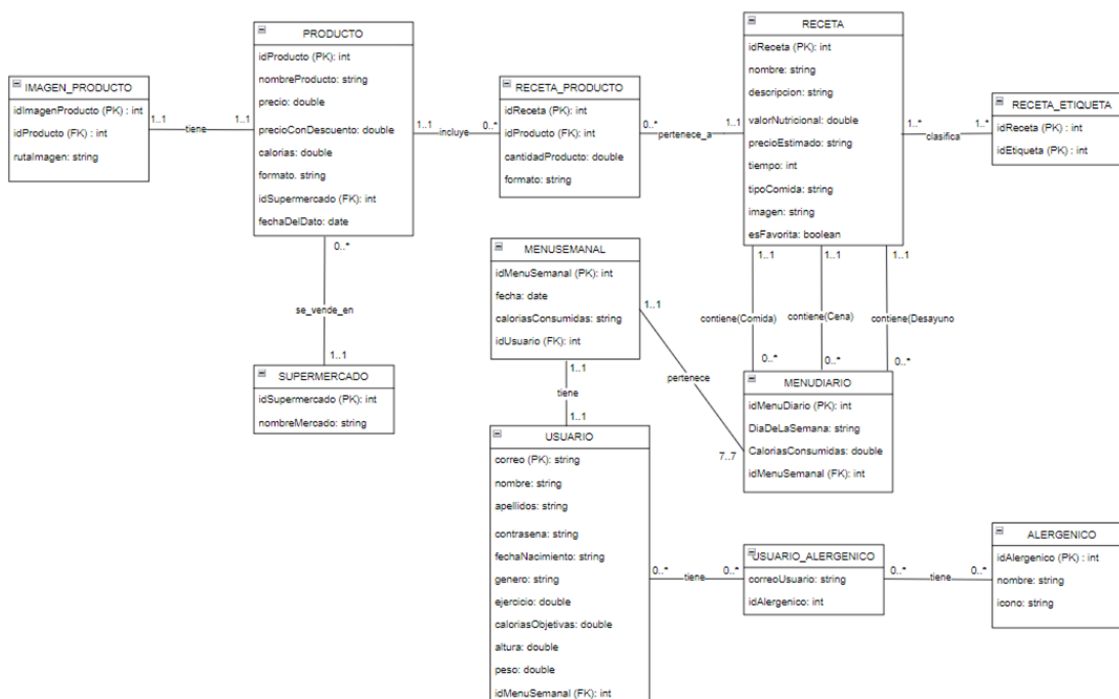 IMAGEN_PRODUCTO
idImagenProducto (PK) : int
idProducto (FK) : int
rutaImagen: string
1..1
tiene
1..1
PRODUCTO
idProducto (PK): int
nombreProducto: string
precio: double
precioConDescuento: double
calorias: double
formato. string
idSupermercado (FK): int
fechaDelDato: date
1..1
incluye
0..*
RECETA_PRODUCTO
idReceta (PK): int
idProducto (FK): int
cantidadProducto: double
formato: string
0..*
pertenece_a
1..1
RECETA
idReceta (PK): int
nombre: string
descripcion: string
valorNutricional: double
precioEstimado: string
tiempo: int
tipoComida: string
imagen: string
esFavorita: boolean
1..*
clasifica
1..*
RECETA_ETIQUETA
idReceta (PK) : int
idEtiqueta (PK) : int
0..*
se_vende_en
1..1
SUPERMERCADO
idSupermercado (PK): int
nombreMercado: string
MENUSEMANAL
idMenuSemanal (PK): int
fecha: date
caloriasConsumidas: string
idUsuario (FK): int
1..1
pertenece
7..7
1..1
1..1
1..1
contiene(Comida)
contiene(Cena)
contiene(Desayuno
0..*
0..*
0..*
MENUDIARIO
idMenuDiario (PK): int
DiaDeLaSemana: string
CaloriasConsumidas: double
idMenuSemanal (FK): int
1..1
tiene
1..1
USUARIO
correo (PK): string
nombre: string
apellidos: string
contrasena: string
fechaNacimiento: string
genero: string
ejercicio: double
caloriasObjetivas: double
altura: double
peso: double
idMenuSemanal (FK): int
0..*
tiene
0..*
USUARIO_ALERGENICO
correoUsuario: string
idAlergenico: int
0..*
tiene
0..*
ALERGENICO
idAlergenico (PK) : int
nombre: string
icono: string